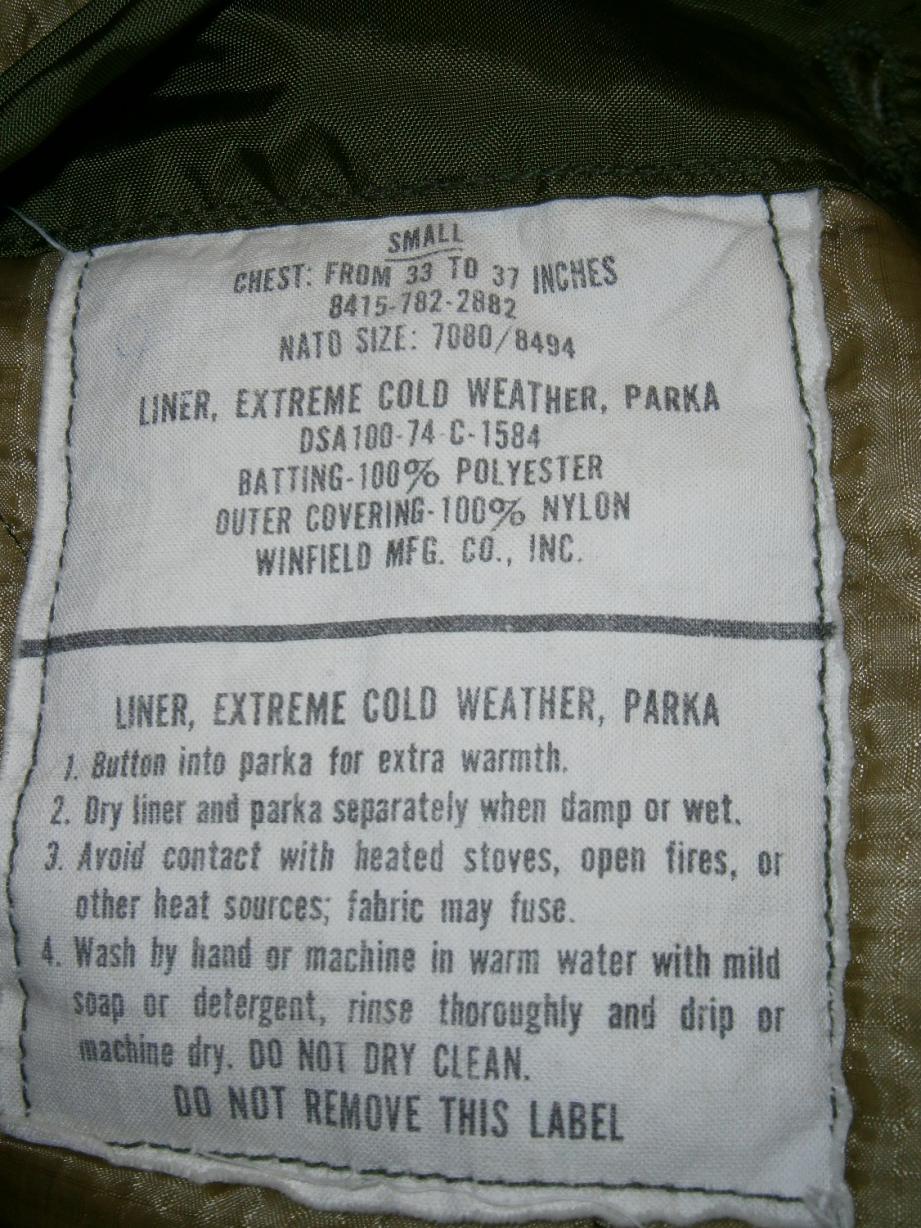 SMALL
CHEST: FROM 33 TO 37 INCHES
8415-782-2882
NATO SIZE: 7080/8494
LINER, EXTREME COLD WEATHER, PARKA
DSA100-74-C-1584
BATTING-100% POLYESTER
OUTER COVERING-100% NYLON
WINFIELD MFG. CO., INC.
LINER, EXTREME COLD WEATHER, PARKA
1. Button into parka for extra warmth.
2. Dry liner and parka separately when damp or wet.
3. Avoid contact with heated stoves, open fires, or
other heat sources; fabric may fuse.
4. Wash by hand or machine in warm water with mild
soap or detergent, rinse thoroughly and drip or
machine dry. DO NOT DRY CLEAN.
DO NOT REMOVE THIS LABEL